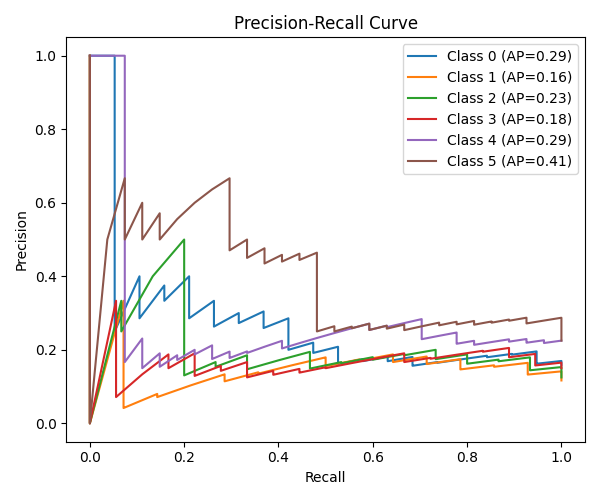 Precision-Recall Curve
Class 0 (AP=0.29)
Class 1 (AP=0.16)
Class 2 (AP=0.23)
Class 3 (AP=0.18)
Class 4 (AP=0.29)
Class 5 (AP=0.41)
Precision
1.0
0.8
0.6
0.4
0.2
0.0
0.0 0.2 0.4 0.6 0.8 1.0
Recall